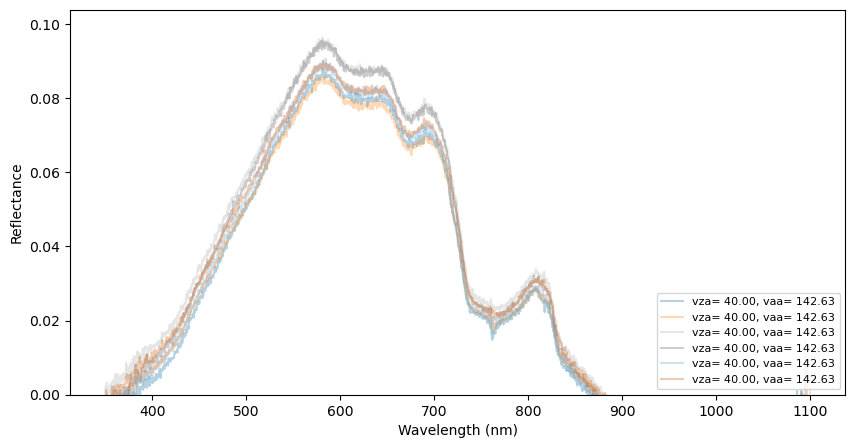 0.10
0.08
0.06
0.04
0.02
0.00
Reflectance
400 500 600 700 800 900 1000 1100
Wavelength (nm)
vza= 40.00, vaa= 142.63
vza= 40.00, vaa= 142.63
vza= 40.00, vaa= 142.63
vza= 40.00, vaa= 142.63
vza= 40.00, vaa= 142.63
vza= 40.00, vaa= 142.63